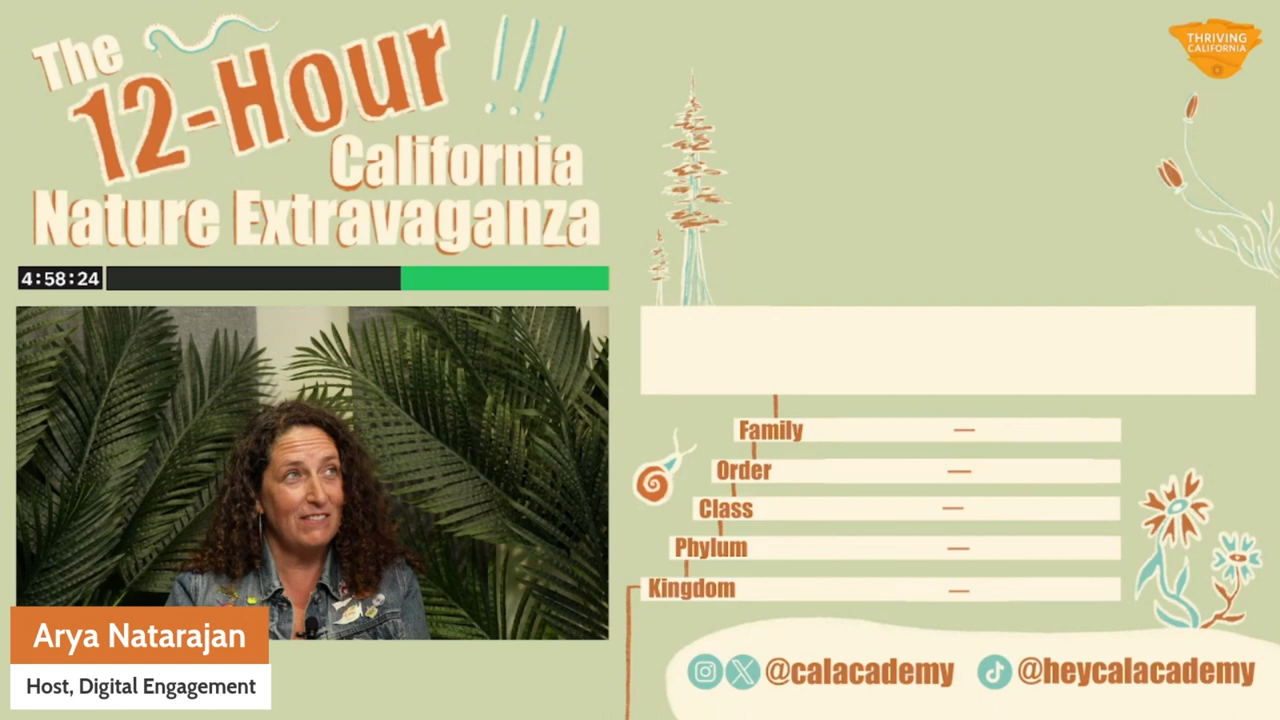 The
12-Hour
!!!
California
Nature Extravaganza
4:58:24
THRIVING
CALIFORNIA
Family —
Order —
Class —
Phylum —
Kingdom —
Arya Natarajan
Host, Digital Engagement
@calacademy
@heycalacademy